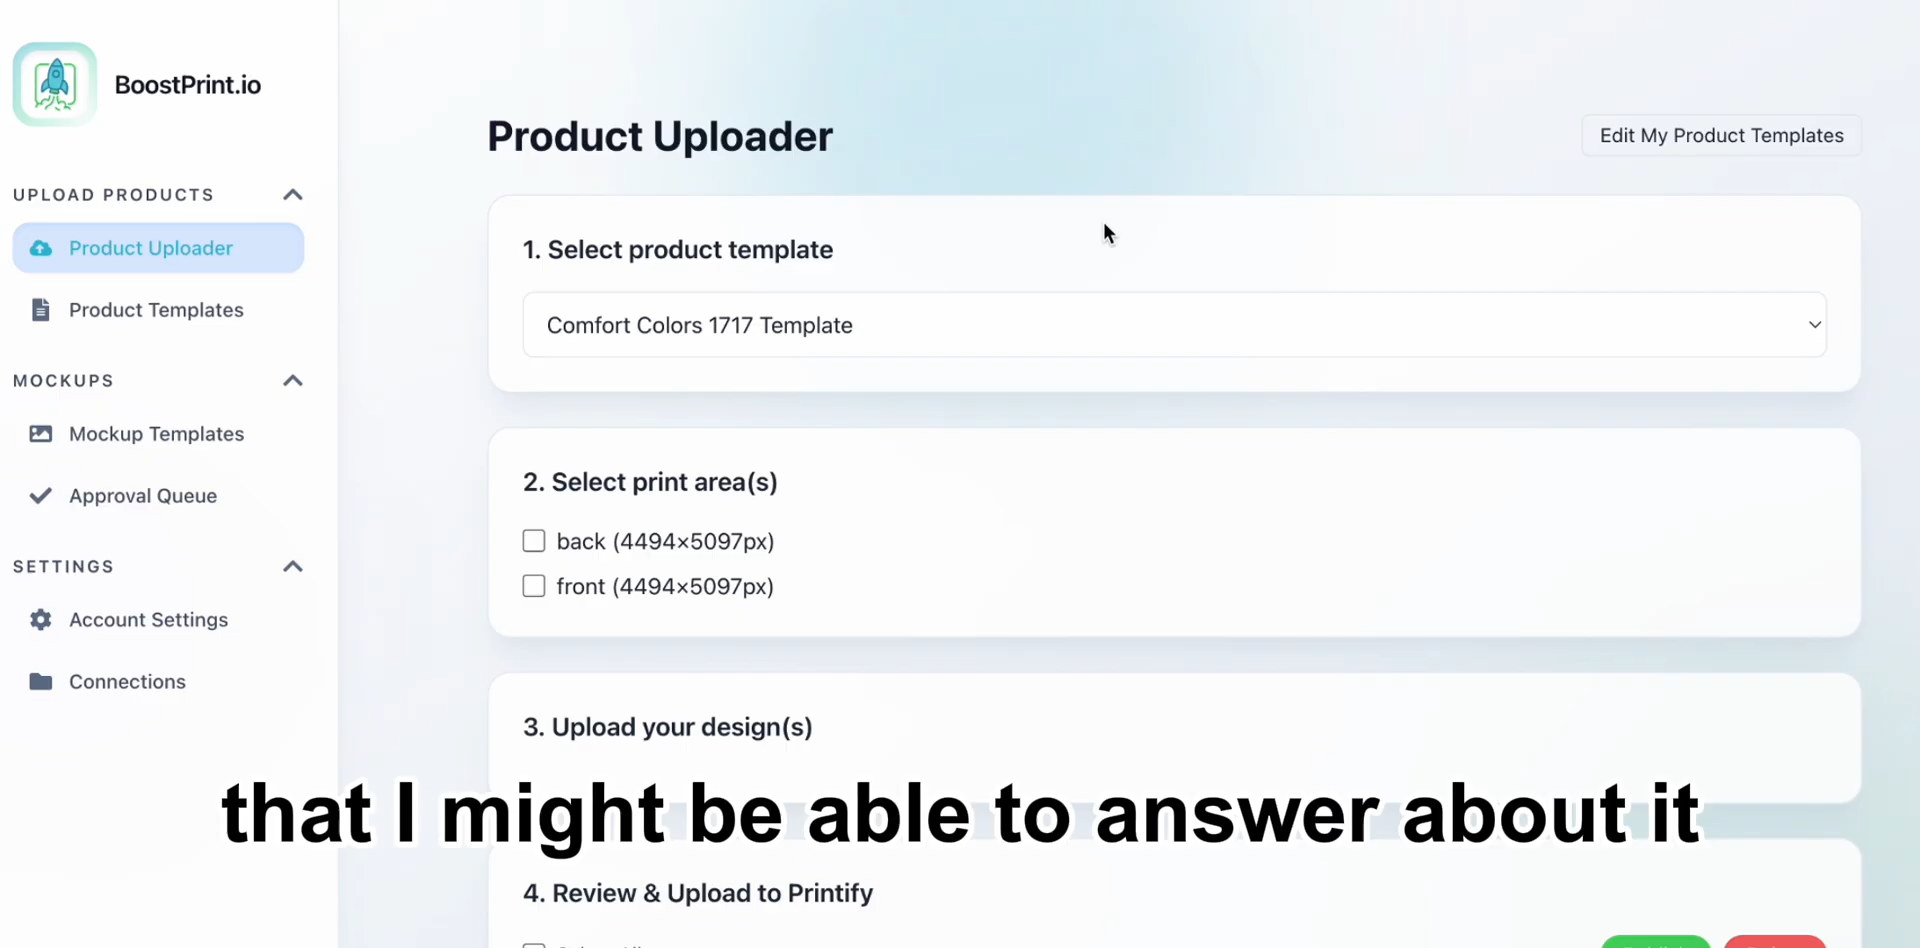 BoostPrint.io
UPLOAD PRODUCTS
Product Uploader
Product Templates
MOCKUPS
Mockup Templates
Approval Queue
SETTINGS
Account Settings
Connections
Product Uploader
Edit My Product Templates
1. Select product template
Comfort Colors 1717 Template
2. Select print area(s)
back (4494×5097px)
front (4494×5097px)
3. Upload your design(s)
that I might be able to answer about it
4. Review & Upload to Printify